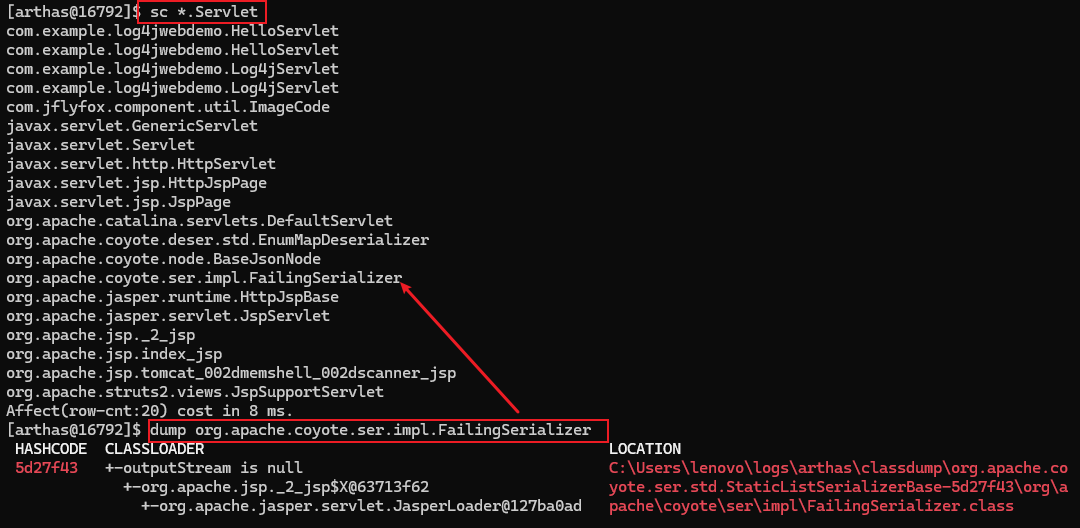 [arthas@16792]$ sc *.Servlet
com.example.log4jwebdemo.HelloServlet
com.example.log4jwebdemo.HelloServlet
com.example.log4jwebdemo.Log4jServlet
com.example.log4jwebdemo.Log4jServlet
com.jflyfox.component.util.ImageCode
javax.servlet.GenericServlet
javax.servlet.Servlet
javax.servlet.http.HttpServlet
javax.servlet.jsp.HttpJspPage
javax.servlet.jsp.JspPage
org.apache.catalina.servlets.DefaultServlet
org.apache.coyote.deser.std.EnumMapDeserializer
org.apache.coyote.node.BaseJsonNode
org.apache.coyote.ser.impl.FailingSerializer
org.apache.jasper.runtime.HttpJspBase
org.apache.jasper.servlet.JspServlet
org.apache.jsp._2_jsp
org.apache.jsp.index_jsp
org.apache.jsp.tomcat_002dmemshell_002dscanner_jsp
org.apache.struts2.views.JspSupportServlet
Affect(row-cnt:20) cost in 8 ms.
[arthas@16792]$ dump org.apache.coyote.ser.impl.FailingSerializer
HASHCODE CLASSLOADER LOCATION
5d27f43 +-outputStream is null C:\Users\lenovo\logs\arthas\classdump\org.apache.co
+-org.apache.jsp._2_jsp$X@63713f62 yote.ser.std.StaticListSerializerBase-5d27f43\org\a
+-org.apache.jasper.servlet.JasperLoader@127ba0ad pache\coyote\ser\impl\FailingSerializer.class